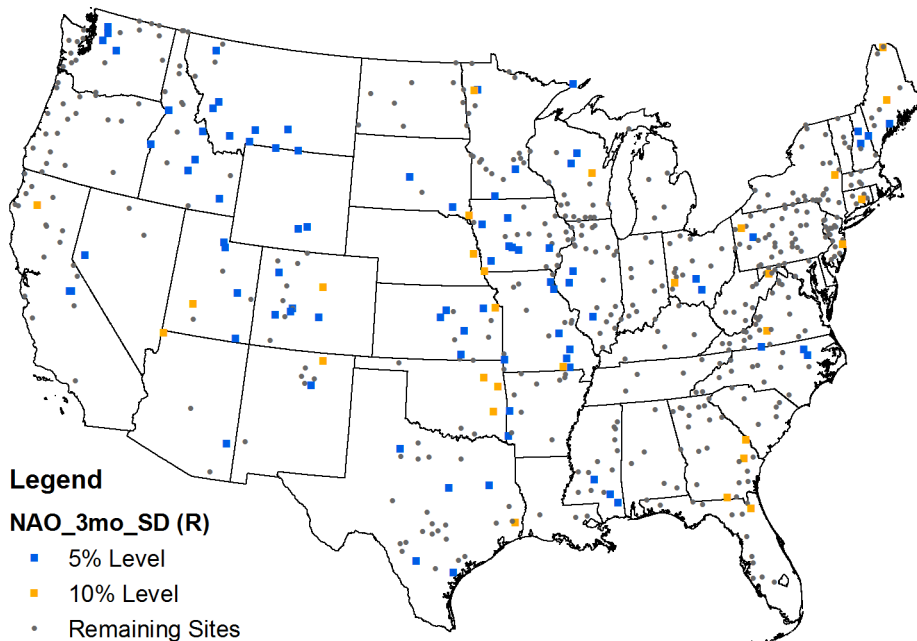 Legend
NAO_3mo_SD (R)
5% Level
10% Level
Remaining Sites